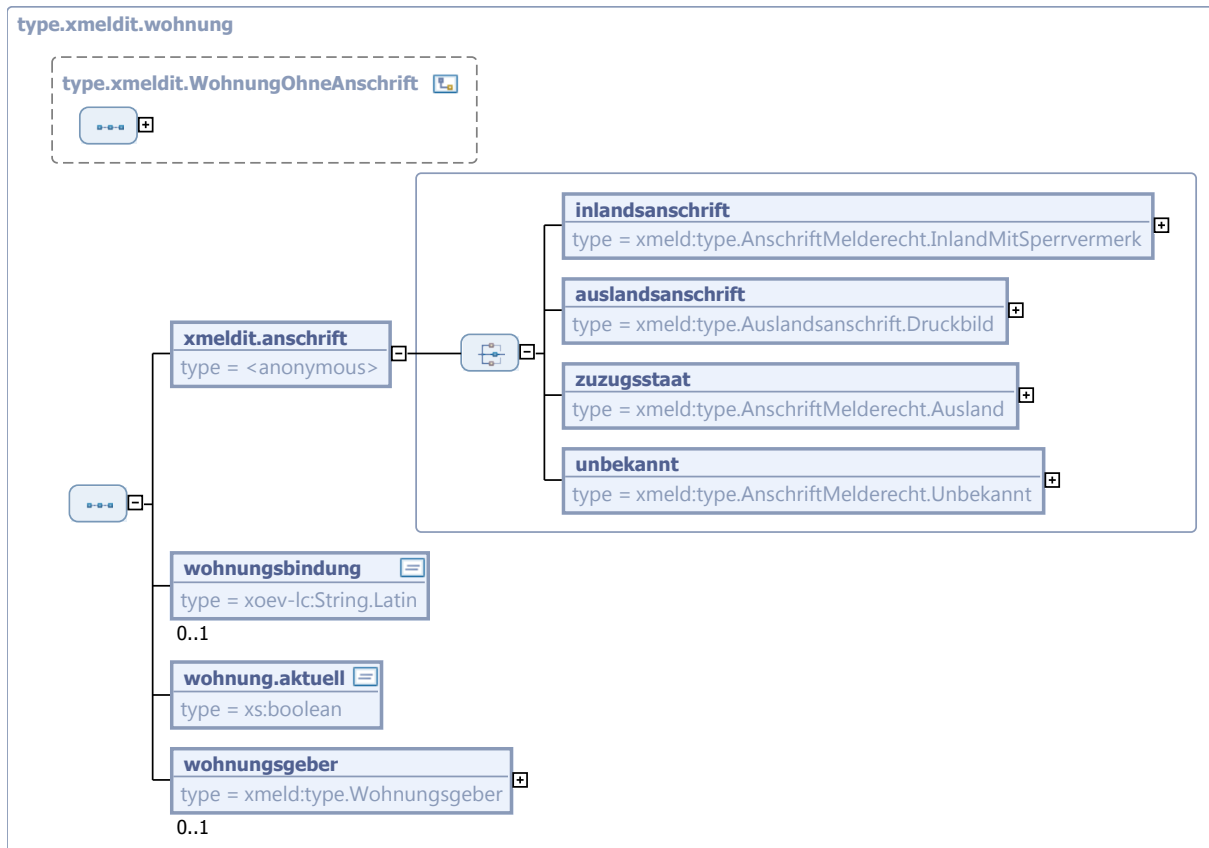 type.xmeldit.wohnung
type.xmeldit.WohnungOhneAnschrift
inlandsanschrift
type = xmeld:type.AnschriftMelderecht.InlandMitSperrvermerk
auslandsanschrift
type = xmeld:type.Auslandsanschrift.Druckbild
xmeldit.anschrift
type = <anonymous>
zuzugsstaat
type = xmeld:type.AnschriftMelderecht.Ausland
unbekannt
type = xmeld:type.AnschriftMelderecht.Unbekannt
wohnungsbindung
type = xoev-lc:String.Latin
0..1
wohnung.aktuell
type = xs:boolean
wohnungsgeber
type = xmeld:type.Wohnungsgeber
0..1